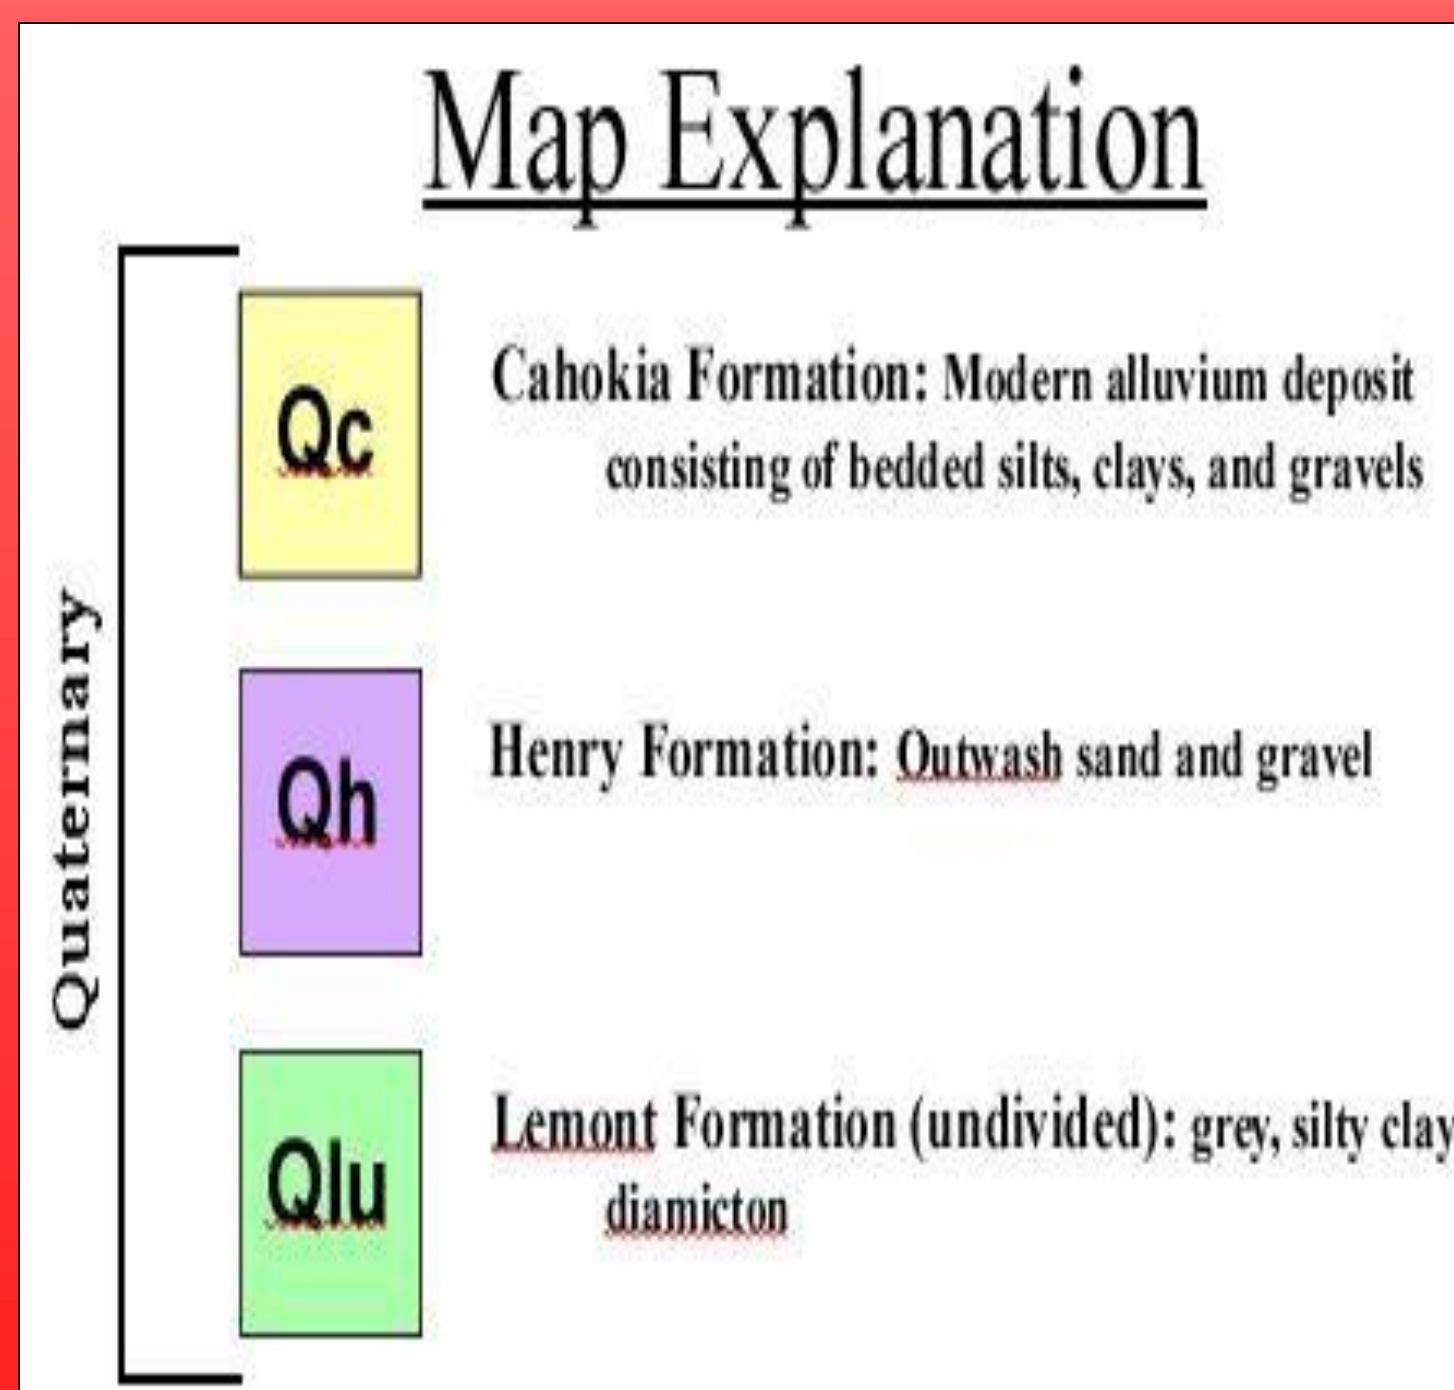 Map Explanation
Quaternary
Qc
Cahokia Formation: Modern alluvium deposit
consisting of bedded silts, clays, and gravels
Qh
Henry Formation: Outwash sand and gravel
Qlu
Lemont Formation (undivided): grey, silty clay
diamicton